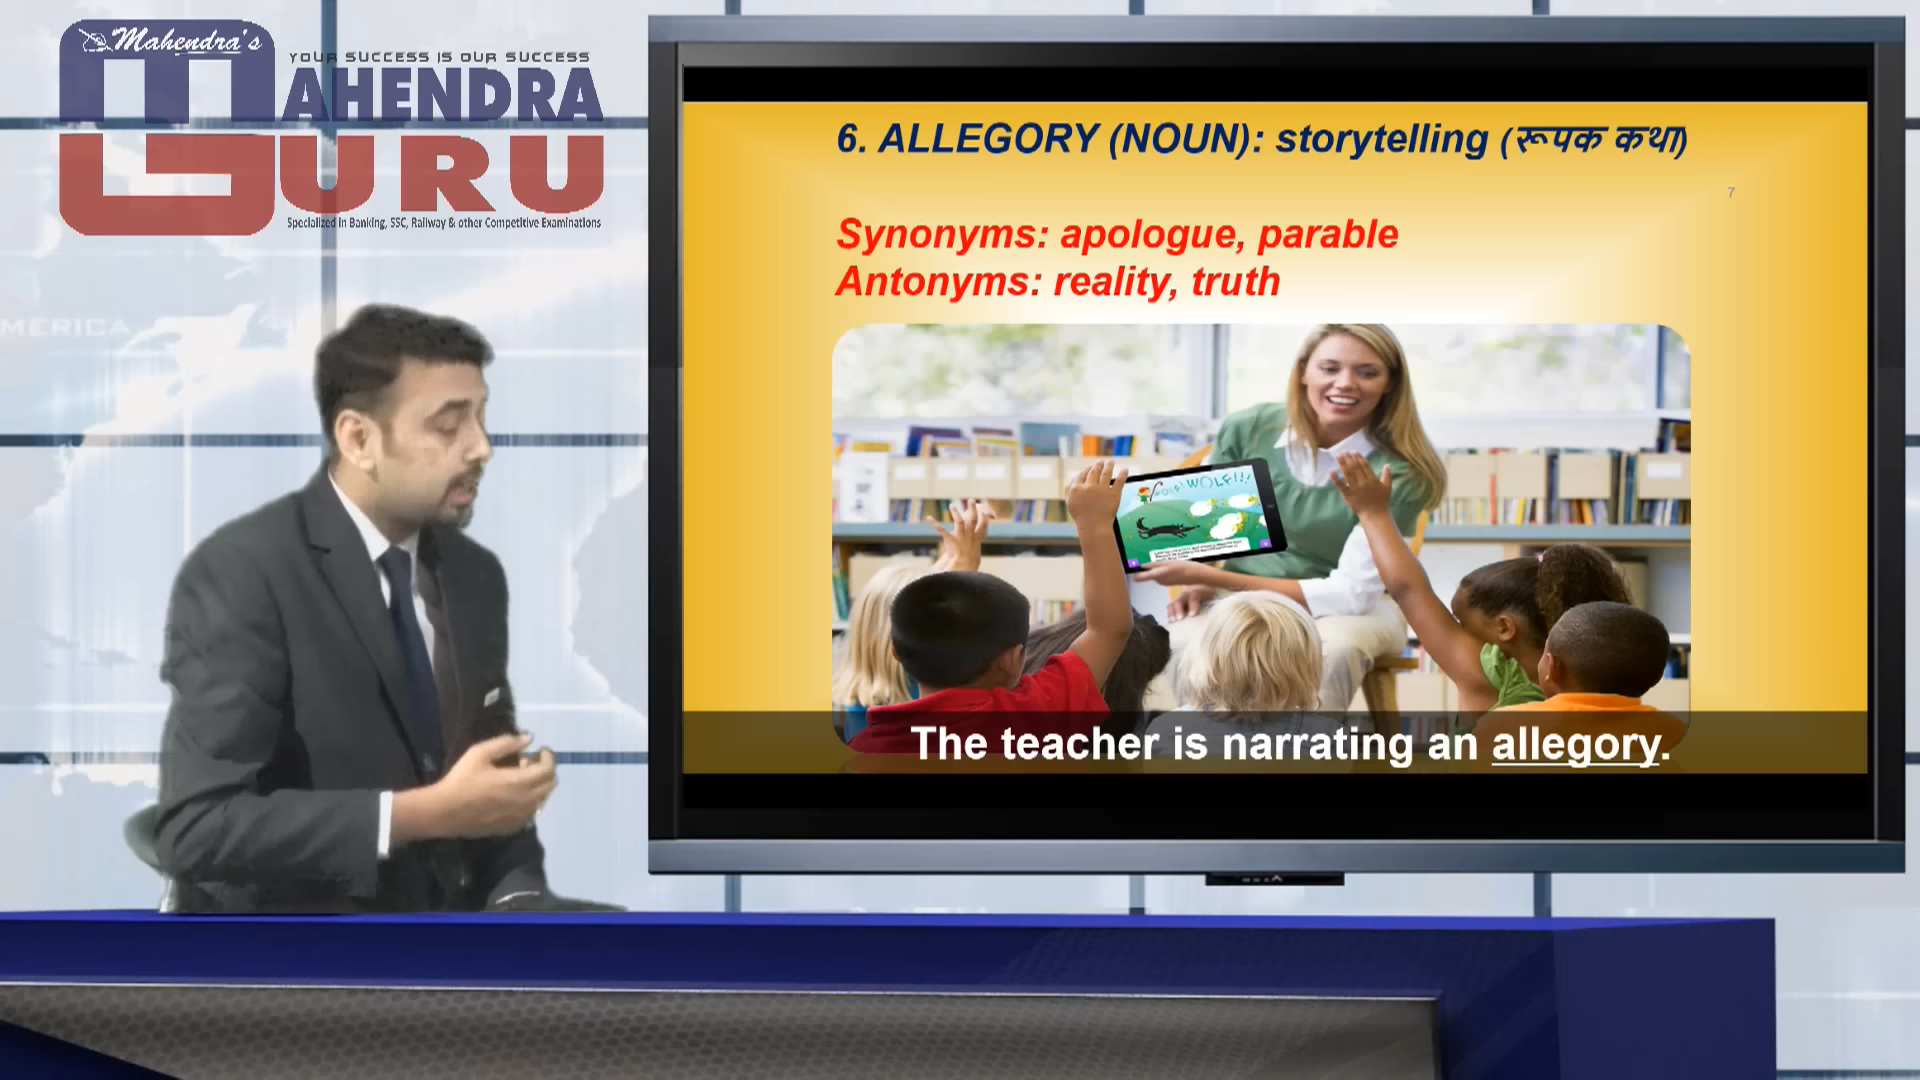 Mahendra's
YOUR SUCCESS IS OUR SUCCESS
MAHENDRA
GURU
Specialized in Banking, SSC, Railway & other Competitive Examinations
MERICA
6. ALLEGORY (NOUN): storytelling (रूपक कथा)
7
Synonyms: apologue, parable
Antonyms: reality, truth
WOLF!!!
The teacher is narrating an allegory.